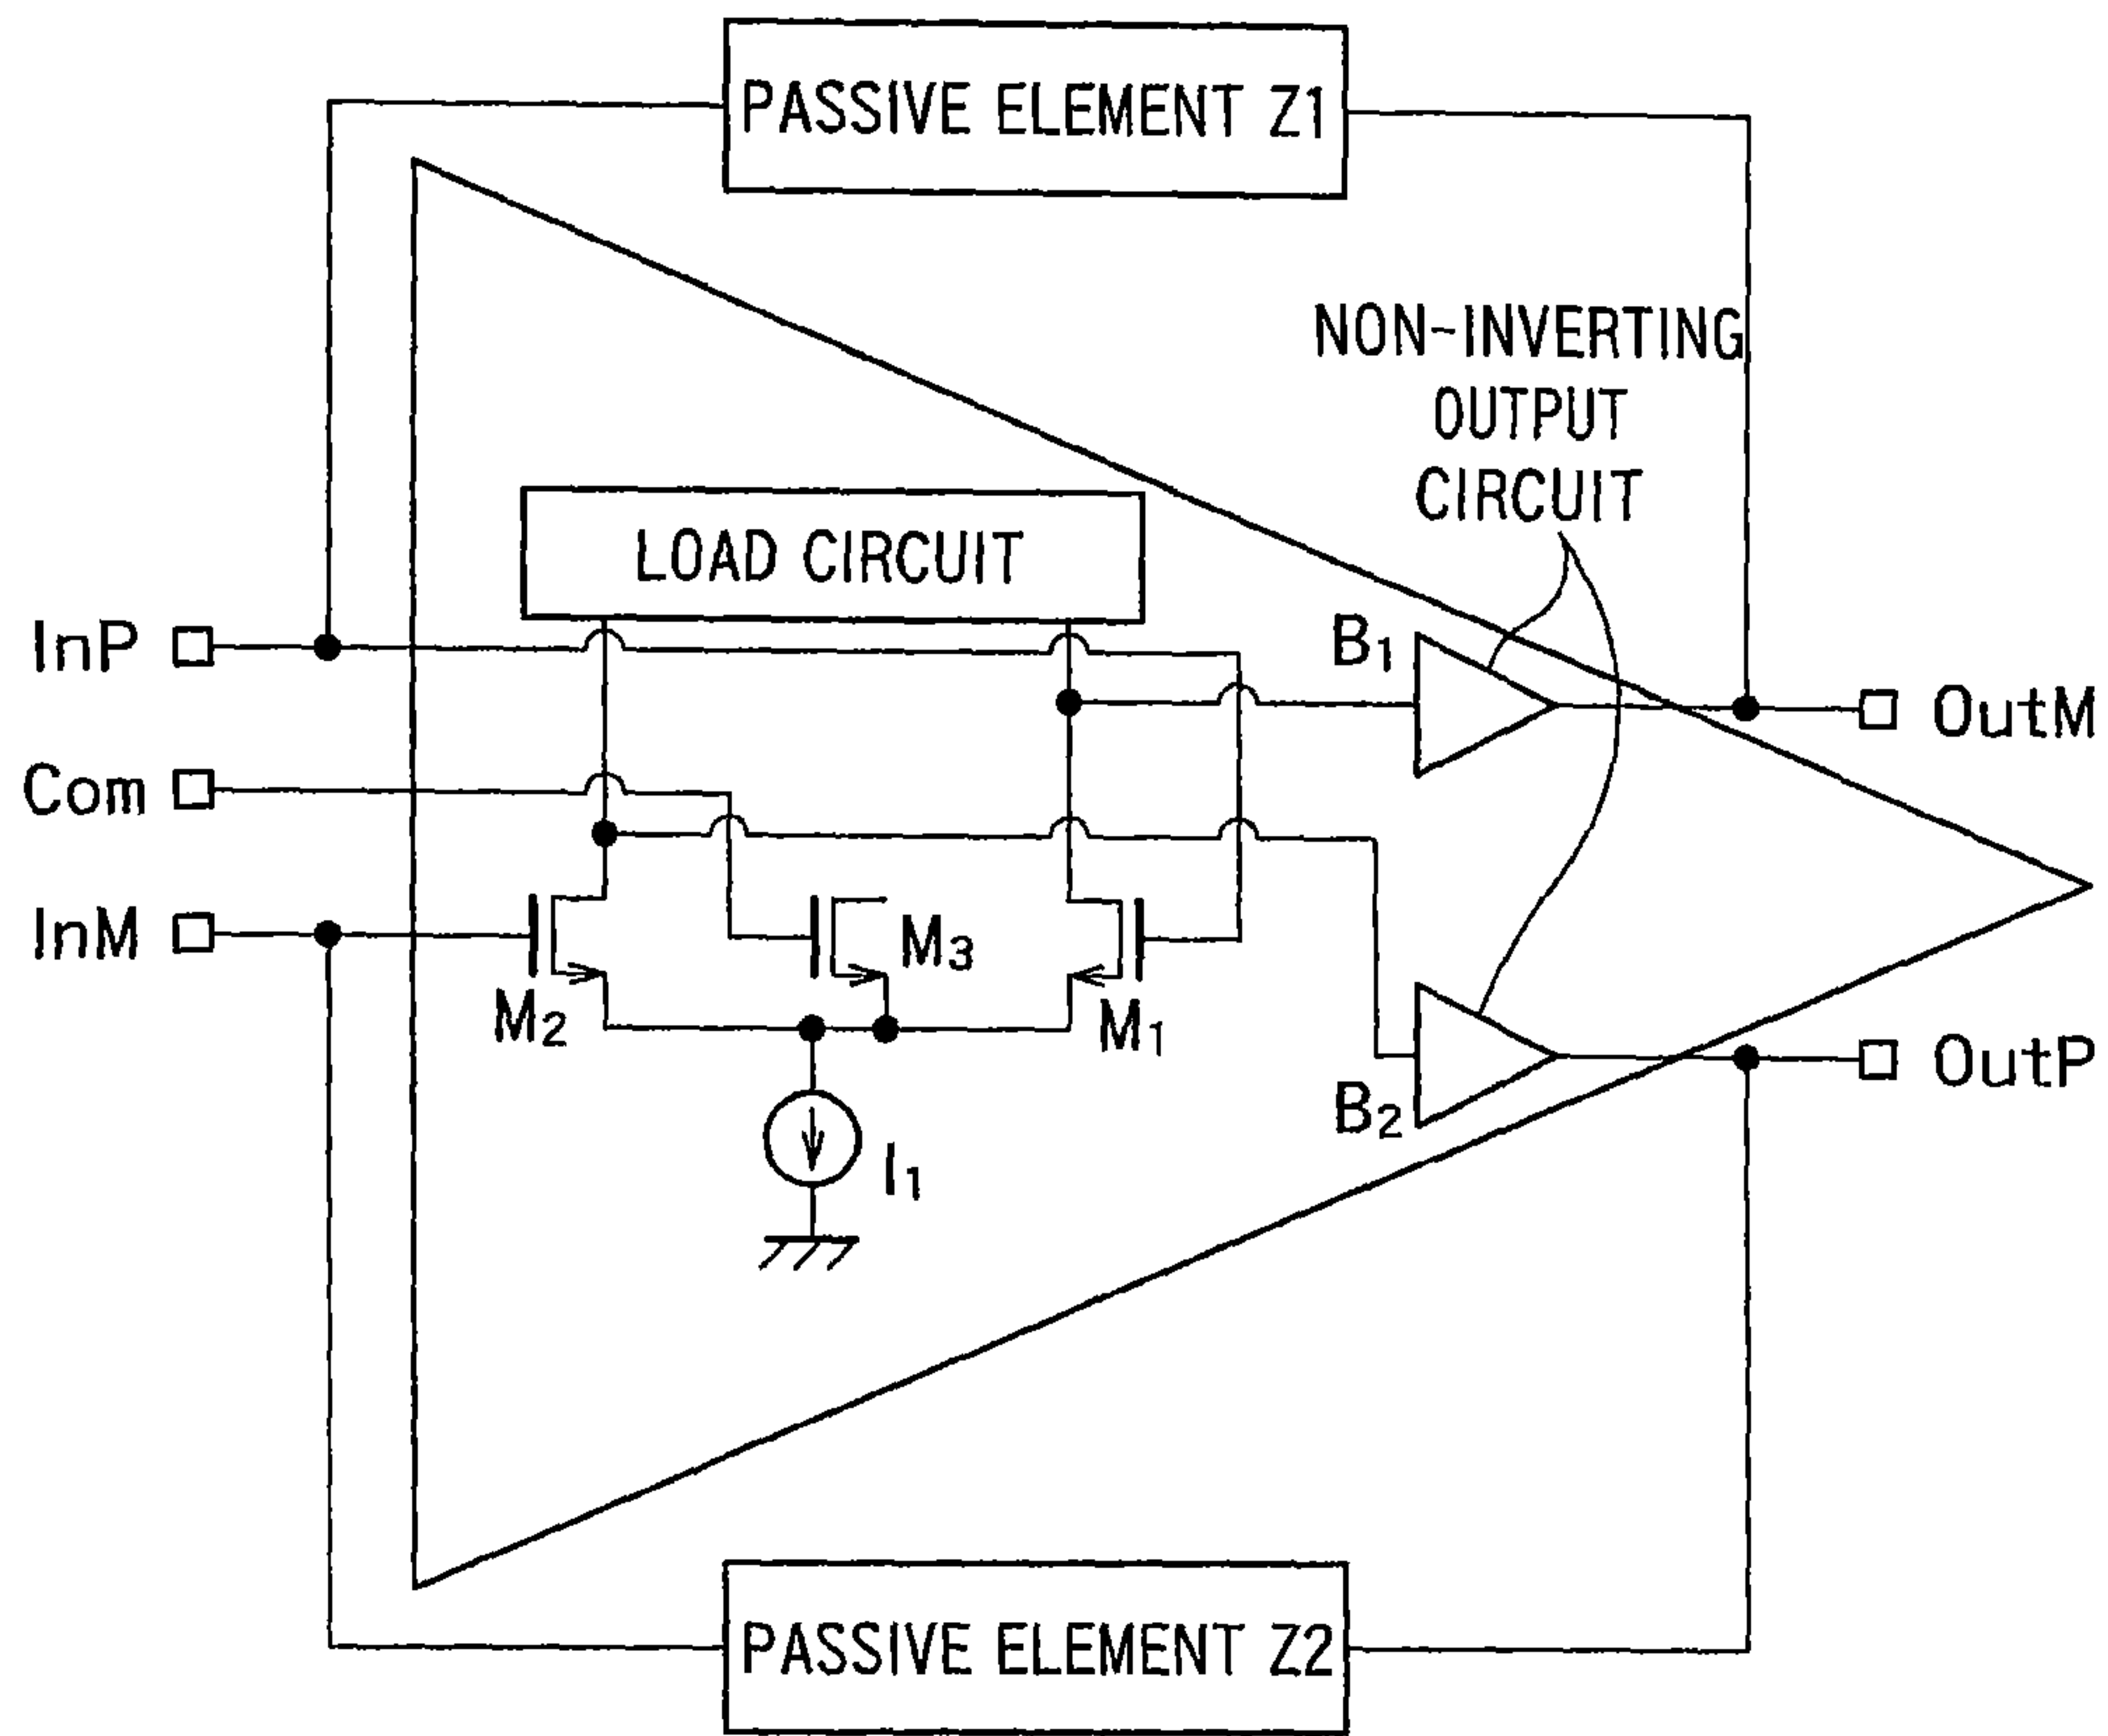 PASSIVE ELEMENT Z1
NON-INVERTING
OUTPUT
CIRCUIT
LOAD CIRCUIT
InP
B1
OutM
Com
InM
M3
M2
M1
OutP
B2
I1
PASSIVE ELEMENT Z2